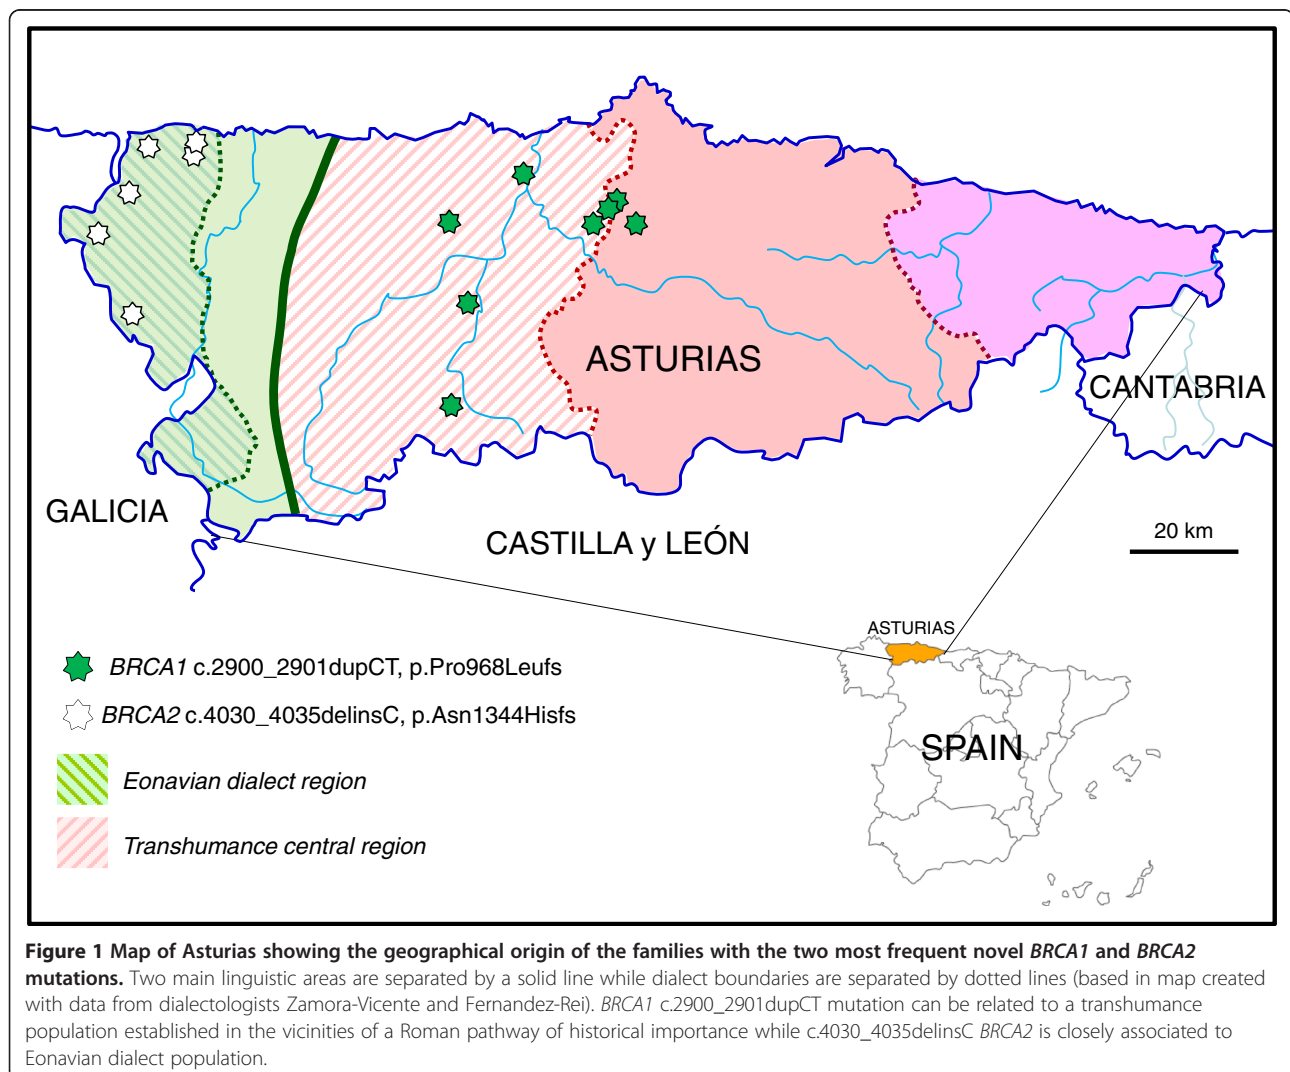 ASTURIAS
CANTABRIA
GALICIA
CASTILLA y LEÓN
20 km
ASTURIAS
SPAIN
BRCA1 c.2900_2901dupCT, p.Pro968Leufs
BRCA2 c.4030_4035delinsC, p.Asn1344Hisfs
Eonavian dialect region
Transhumance central region
Figure 1 Map of Asturias showing the geographical origin of the families with the two most frequent novel BRCA1 and BRCA2
mutations. Two main linguistic areas are separated by a solid line while dialect boundaries are separated by dotted lines (based in map created
with data from dialectologists Zamora-Vicente and Fernandez-Rei). BRCA1 c.2900_2901dupCT mutation can be related to a transhumance
population established in the vicinities of a Roman pathway of historical importance while c.4030_4035delinsC BRCA2 is closely associated to
Eonavian dialect population.